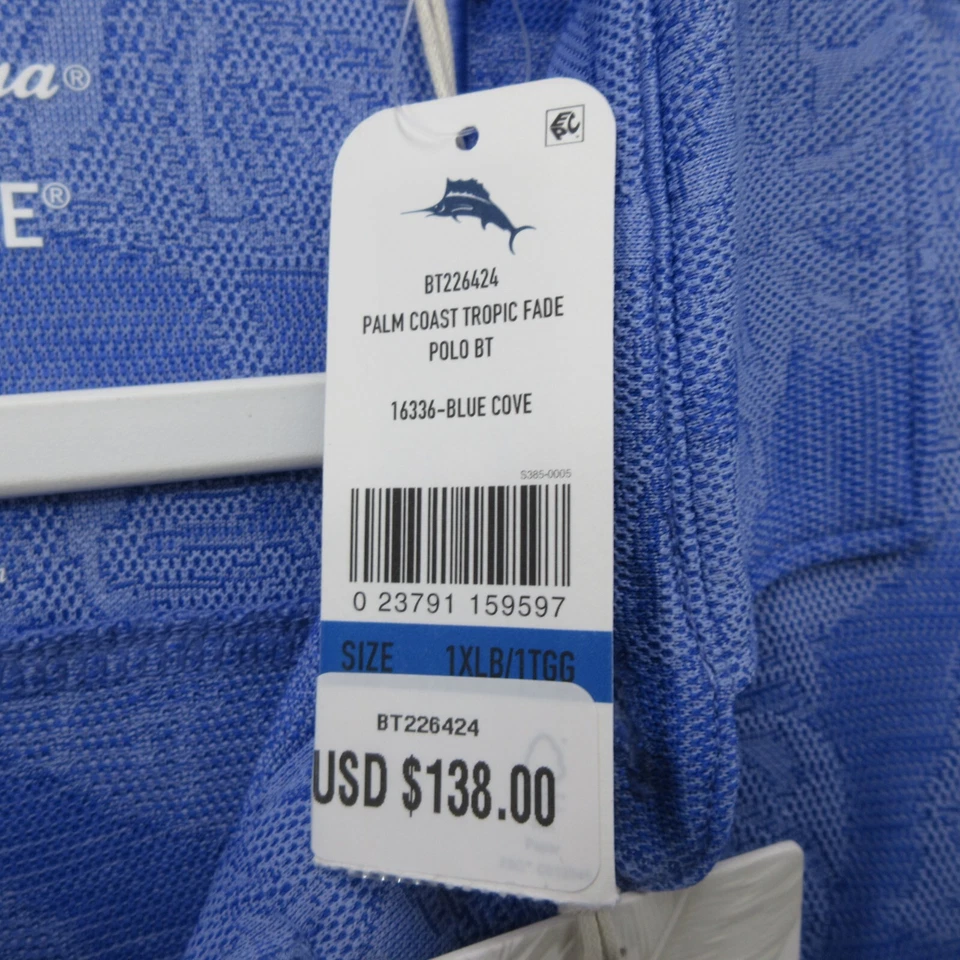 a®
E®
EPC
BT226424
PALM COAST TROPIC FADE
POLO BT
16336-BLUE COVE
S385-0005
0 23791 159597
SIZE 1XLB/1TGG
BT226424
USD $138.00